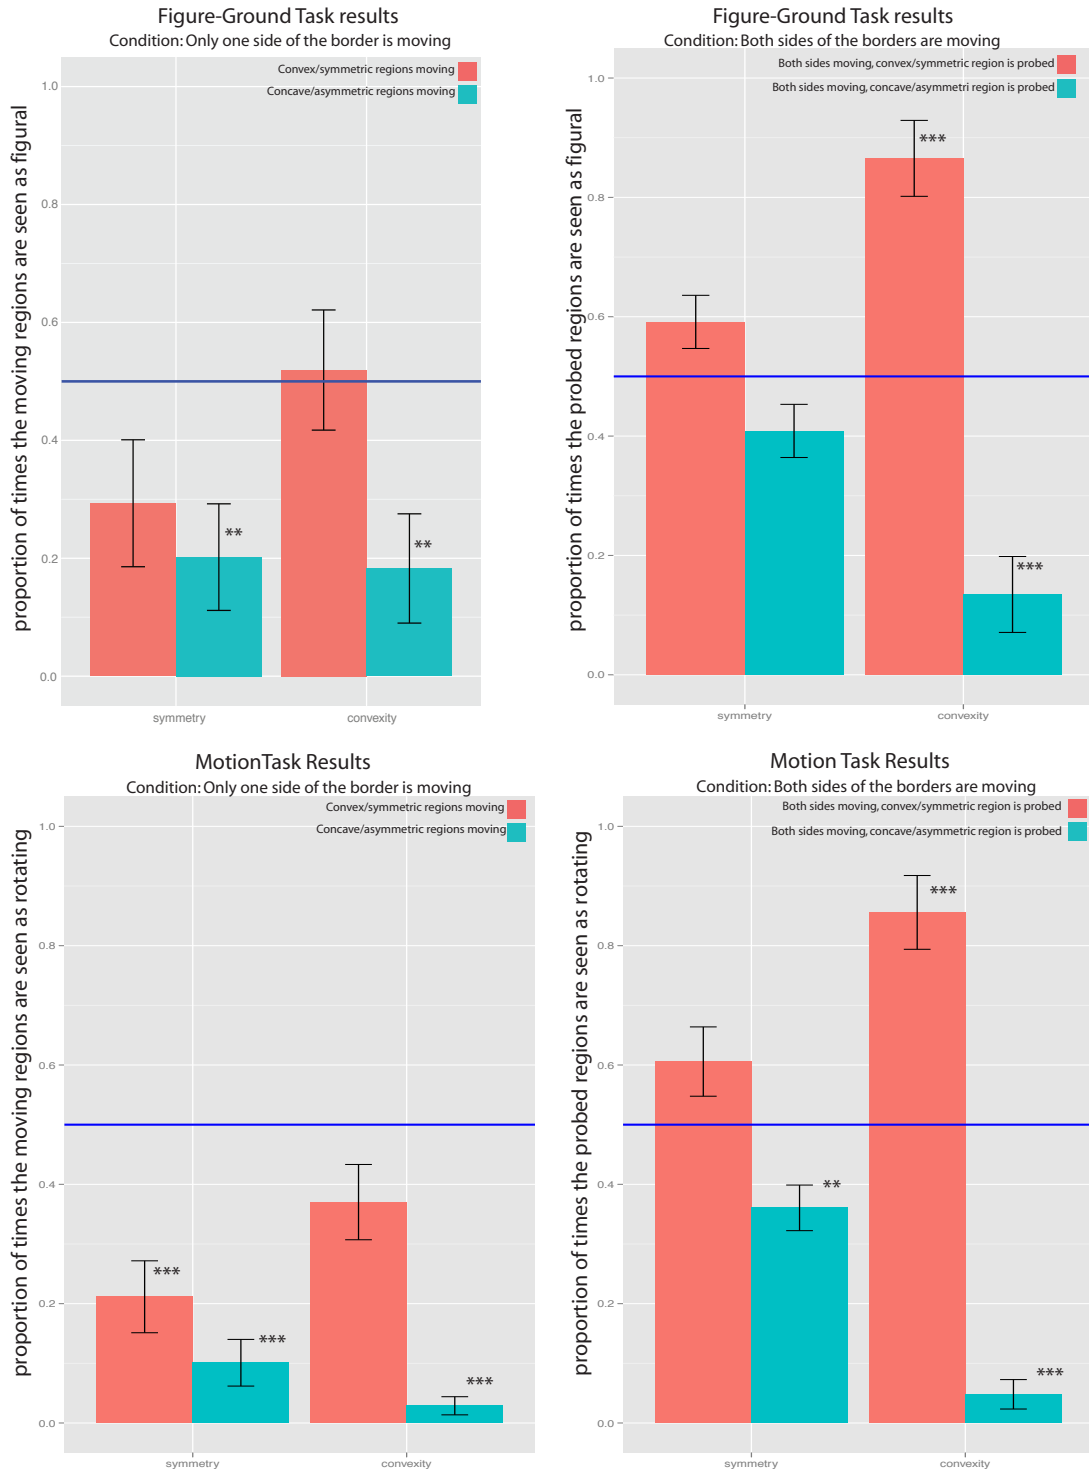 Figure-Ground Task results
Condition: Only one side of the border is moving
Convex/symmetric regions moving
Concave/asymmetric regions moving
proportion of times the moving regions are seen as figural
1.0
0.8
0.6
0.4
0.2
0.0
**
**
symmetry convexity
Figure-Ground Task results
Condition: Both sides of the borders are moving
Both sides moving, convex/symmetric region is probed
Both sides moving, concave/asymmetri region is probed
proportion of times the probed regions are seen as figural
1.0
0.8
0.6
0.4
0.2
0.0
***
***
symmetry convexity
MotionTask Results
Condition: Only one side of the border is moving
Convex/symmetric regions moving
Concave/asymmetric regions moving
proportion of times the moving regions are seen as rotating
1.0
0.8
0.6
0.4
0.2
0.0
***
***
***
symmetry convexity
Motion Task Results
Condition: Both sides of the borders are moving
Both sides moving, convex/symmetric region is probed
Both sides moving, concave/asymmetric region is probed
proportion of times the probed regions are seen as rotating
1.0
0.8
0.6
0.4
0.2
0.0
***
**
***
symmetry convexity